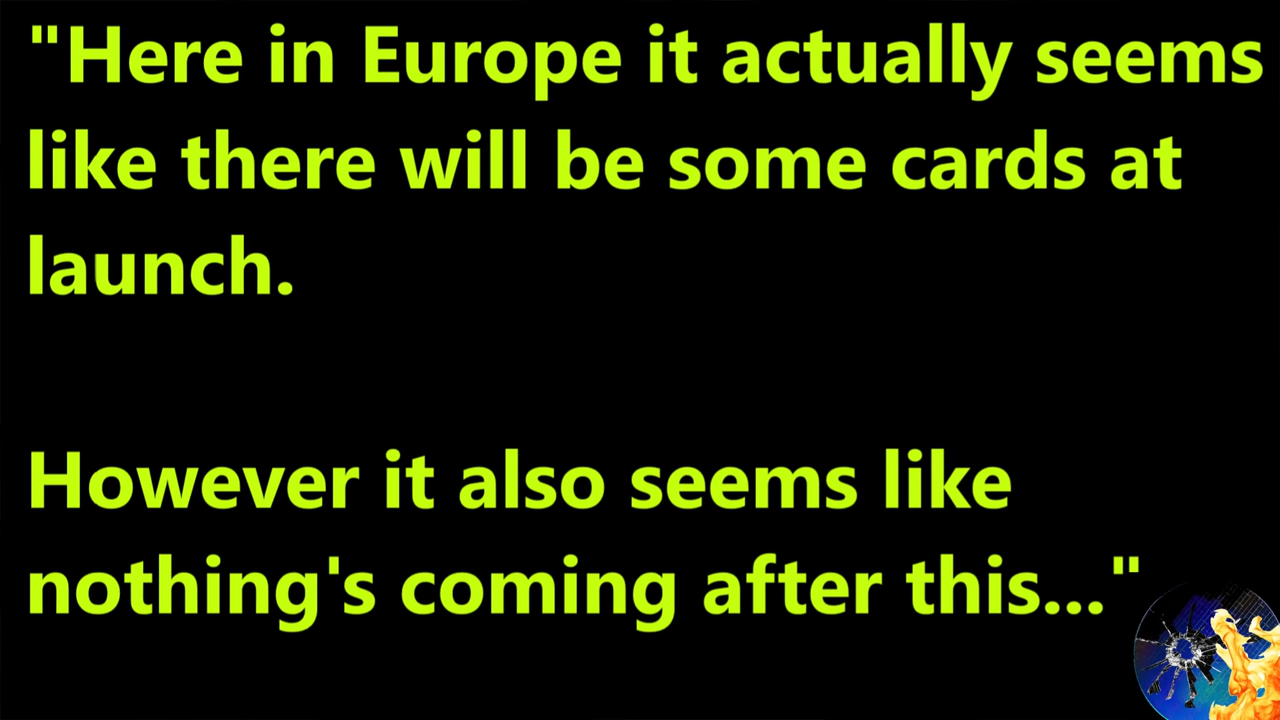 "Here in Europe it actually seems
like there will be some cards at
launch.
However it also seems like
nothing's coming after this..."